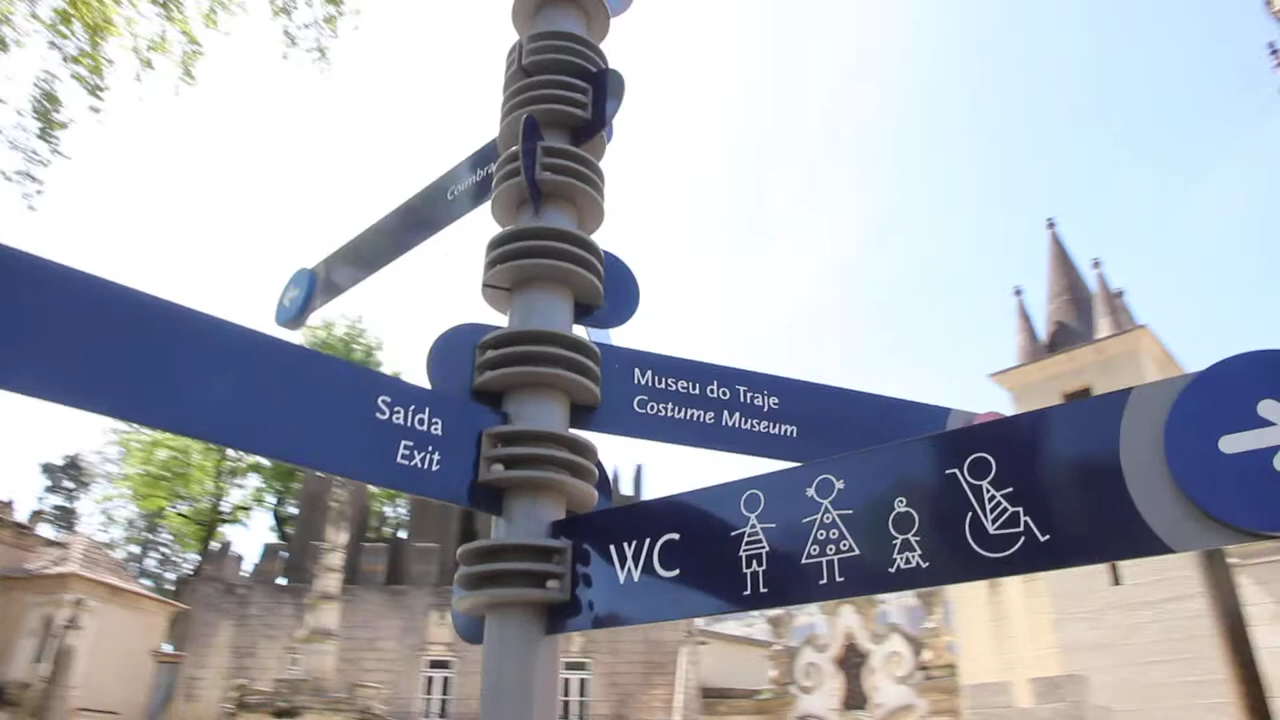 Coimbra
Museu do Traje
Costume Museum
Saída
Exit
WC